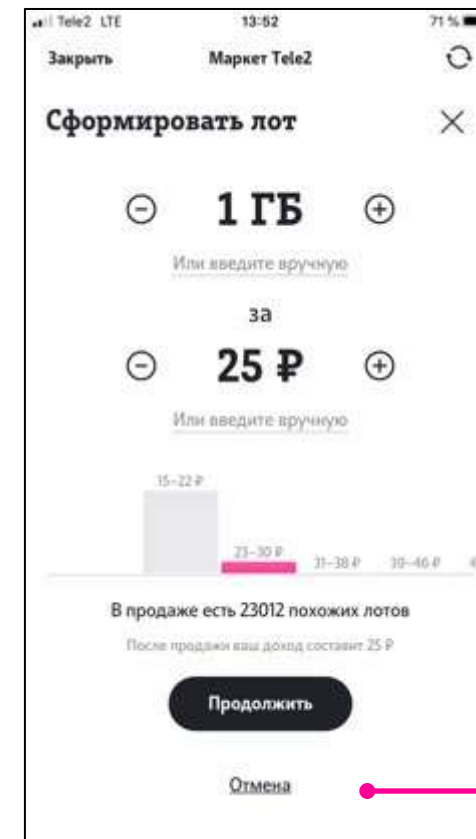 Tele2 LTE 13:52 71 %
Закрыть Маркет Tele2
Сформировать лот
1 ГБ
Или введите вручную
за
25 ₽
Или введите вручную
15–22 ₽
23–30 ₽ 31–38 ₽ 39–46 ₽ 4
В продаже есть 23012 похожих лотов
После продажи ваш доход составит 25 ₽
Продолжить
Отмена